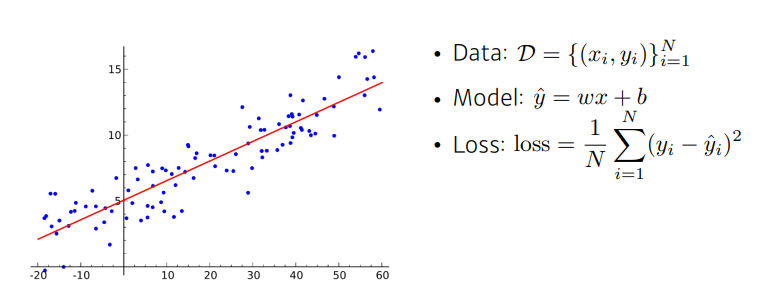 15
10
5
-20 -10 10 20 30 40 50 60
• Data: 𝒟 = {(xᵢ, yᵢ)}ᵢ₌₁ᴺ
• Model: ŷ = wx + b
• Loss: loss = 1/N ∑ᵢ₌₁ᴺ (yᵢ − ŷᵢ)²